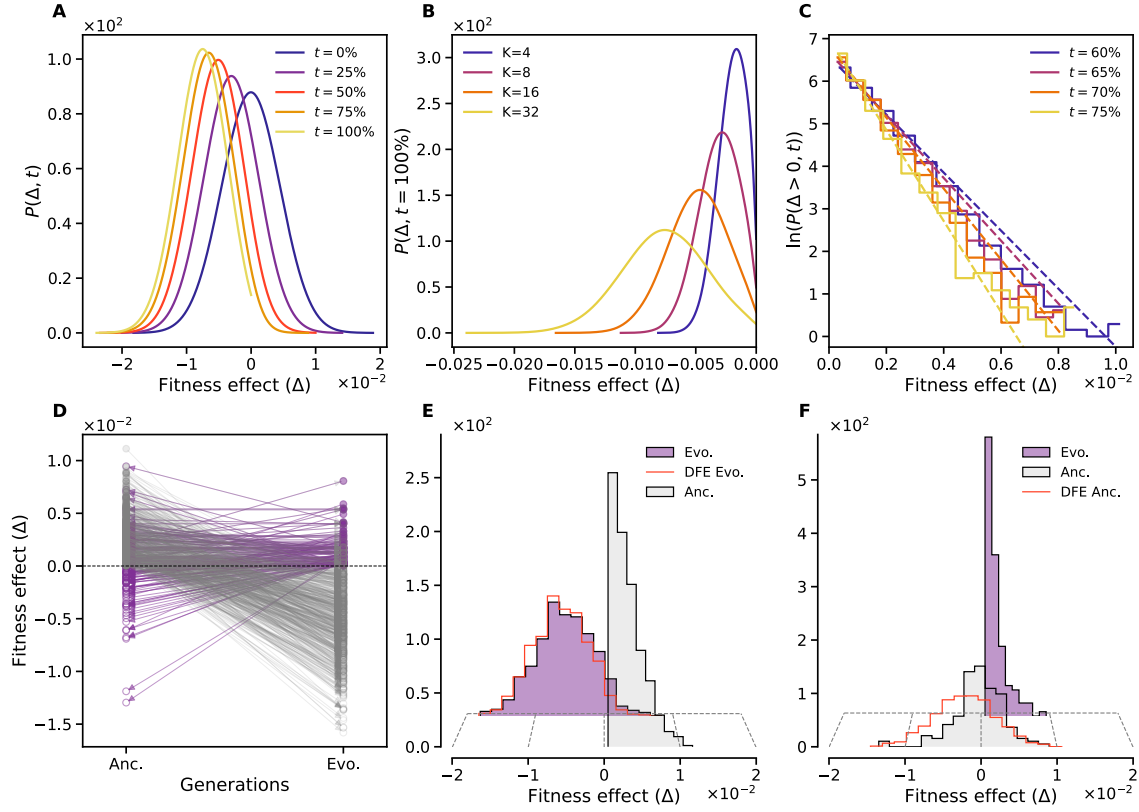 A
×10²
P(Δ, t)
t = 0%
t = 25%
t = 50%
t = 75%
t = 100%
1.0
0.8
0.6
0.4
0.2
0.0
−2
−1
0
1
2
Fitness effect (Δ)
×10⁻²
B
×10²
P(Δ, t = 100%)
K=4
K=8
K=16
K=32
3.0
2.5
2.0
1.5
1.0
0.5
0.0
−0.025
−0.020
−0.015
−0.010
−0.005
0.000
Fitness effect (Δ)
C
ln(P(Δ > 0, t))
t = 60%
t = 65%
t = 70%
t = 75%
7
6
5
4
3
2
1
0
0.0
0.2
0.4
0.6
0.8
1.0
Fitness effect (Δ)
×10⁻²
D
×10⁻²
Fitness effect (Δ)
1.0
0.5
0.0
−0.5
−1.0
−1.5
Anc.
Evo.
Generations
E
×10²
Evo.
DFE Evo.
Anc.
2.5
2.0
1.5
1.0
0.5
0.0
−2
−1
0
1
2
Fitness effect (Δ)
×10⁻²
F
×10²
Evo.
Anc.
DFE Anc.
5
4
3
2
1
0
−2
−1
0
1
2
Fitness effect (Δ)
×10⁻²